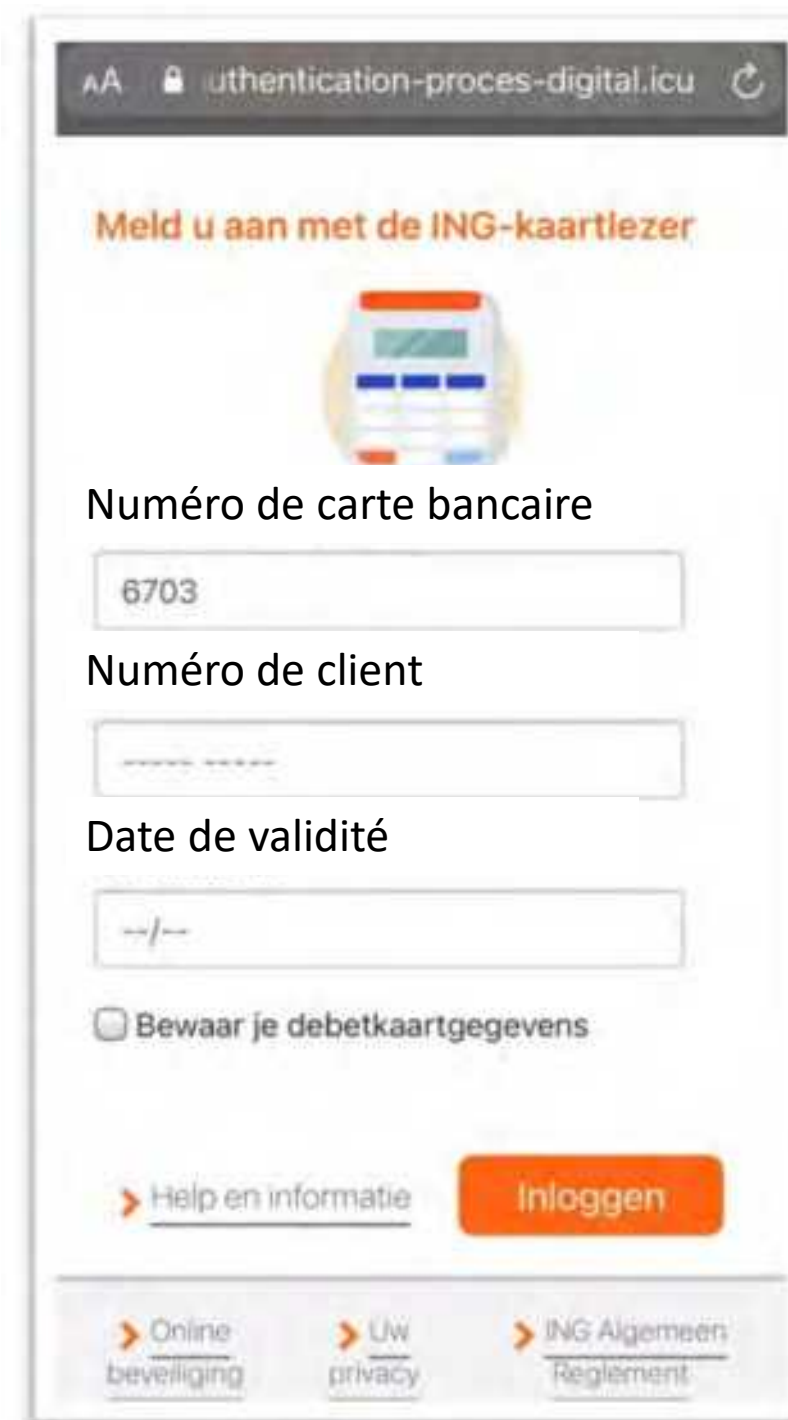 AA uthentication-proces-digital.icu
Meld u aan met de ING-kaartlezer
Numéro de carte bancaire
6703
Numéro de client
----- -----
Date de validité
--/--
Bewaar je debetkaartgegevens
Help en informatie Inloggen
Online Uw ING Algemeen
beveiliging privacy Reglement